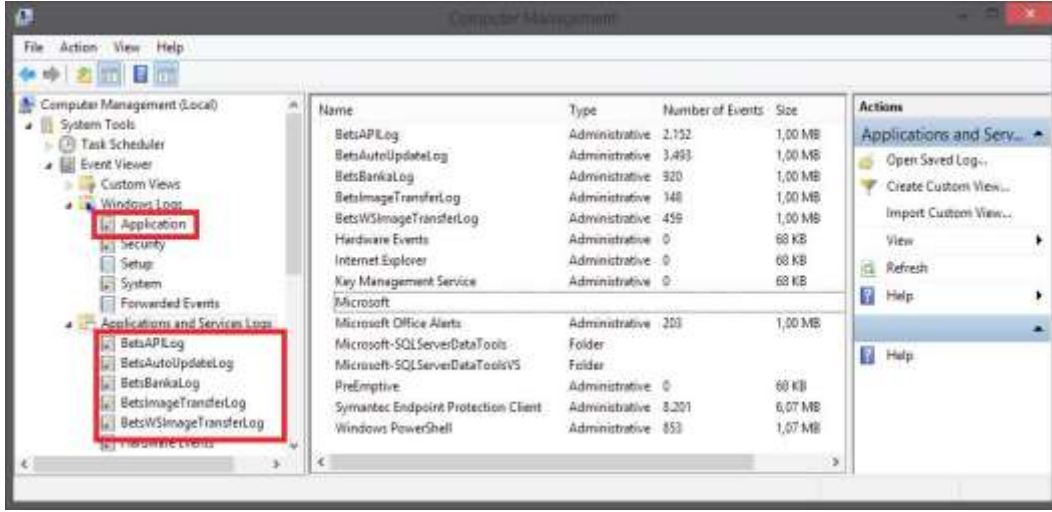 Computer Management
File Action View Help
Computer Management (Local)
System Tools
Task Scheduler
Event Viewer
Custom Views
Windows Logs
Application
Security
Setup
System
Forwarded Events
Applications and Services Logs
BetsAPILog
BetsAutoUpdateLog
BetsBankaLog
BetsImageTransferLog
BetsWSImageTransferLog
Hardware Events
Name Type Number of Events Size
BetsAPILog Administrative 2.152 1,00 MB
BetsAutoUpdateLog Administrative 3.493 1,00 MB
BetsBankaLog Administrative 920 1,00 MB
BetsImageTransferLog Administrative 148 1,00 MB
BetsWSImageTransferLog Administrative 459 1,00 MB
Hardware Events Administrative 0 68 KB
Internet Explorer Administrative 0 68 KB
Key Management Service Administrative 0 68 KB
Microsoft
Microsoft Office Alerts Administrative 203 1,00 MB
Microsoft-SQLServerDataTools Folder
Microsoft-SQLServerDataToolsVS Folder
PreEmptive Administrative 0 68 KB
Symantec Endpoint Protection Client Administrative 8.201 6,07 MB
Windows PowerShell Administrative 853 1,07 MB
Actions
Applications and Serv...
Open Saved Log...
Create Custom View...
Import Custom View...
View
Refresh
Help
Help